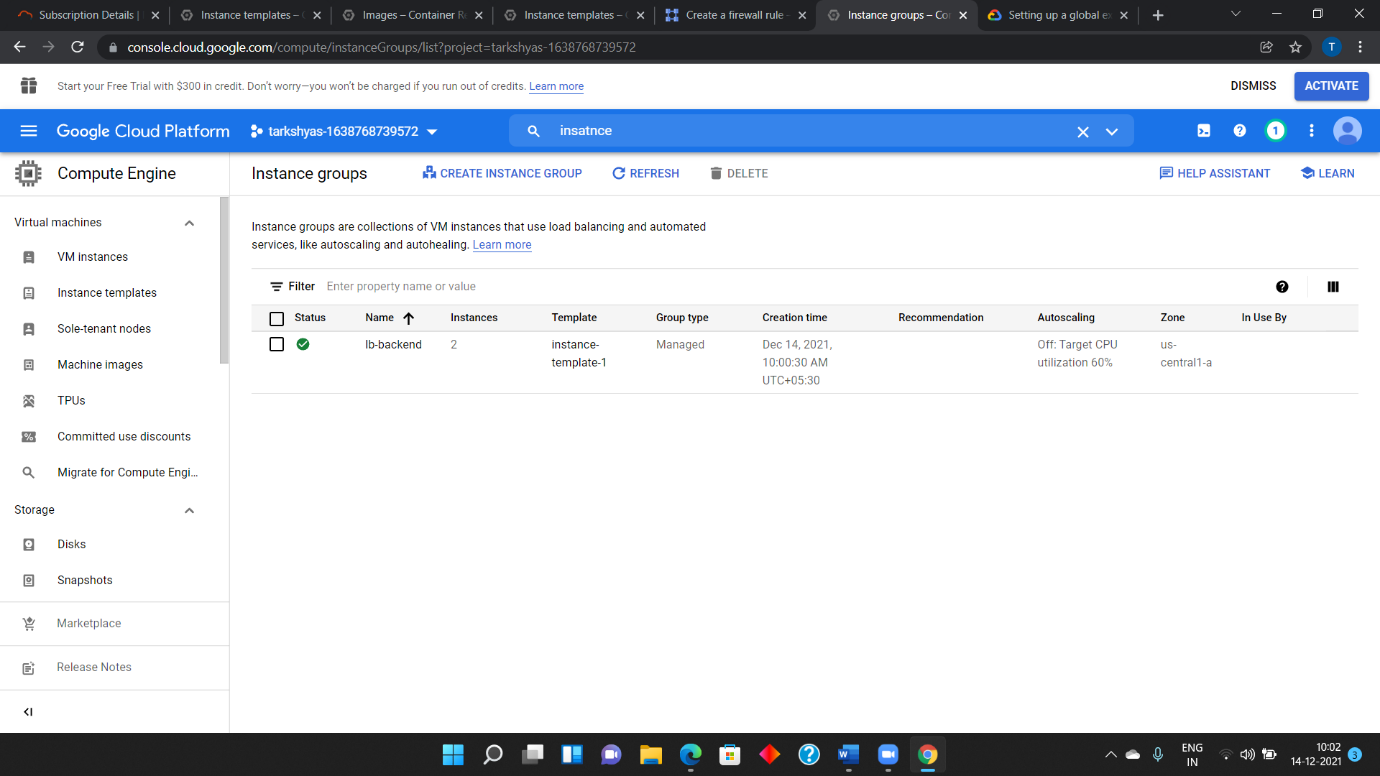 Subscription Details |
Instance templates –
Images – Container R
Instance templates –
Create a firewall rule -
Instance groups – Co
Setting up a global e
console.cloud.google.com/compute/instanceGroups/list?project=tarkshyas-1638768739572
T
Start your Free Trial with $300 in credit. Don't worry—you won't be charged if you run out of credits. Learn more
DISMISS
ACTIVATE
Google Cloud Platform
tarkshyas-1638768739572
insatnce
1
Compute Engine
Instance groups
CREATE INSTANCE GROUP
REFRESH
DELETE
HELP ASSISTANT
LEARN
Virtual machines
VM instances
Instance templates
Sole-tenant nodes
Machine images
TPUs
Committed use discounts
Migrate for Compute Engi...
Storage
Disks
Snapshots
Marketplace
Release Notes
Instance groups are collections of VM instances that use load balancing and automated
services, like autoscaling and autohealing. Learn more
Filter Enter property name or value
Status Name Instances Template Group type Creation time Recommendation Autoscaling Zone In Use By
lb-backend 2 instance- Managed Dec 14, 2021, Off: Target CPU us-
template-1 10:00:30 AM utilization 60% central1-a
UTC+05:30
ENG
IN
10:02
14-12-2021
3